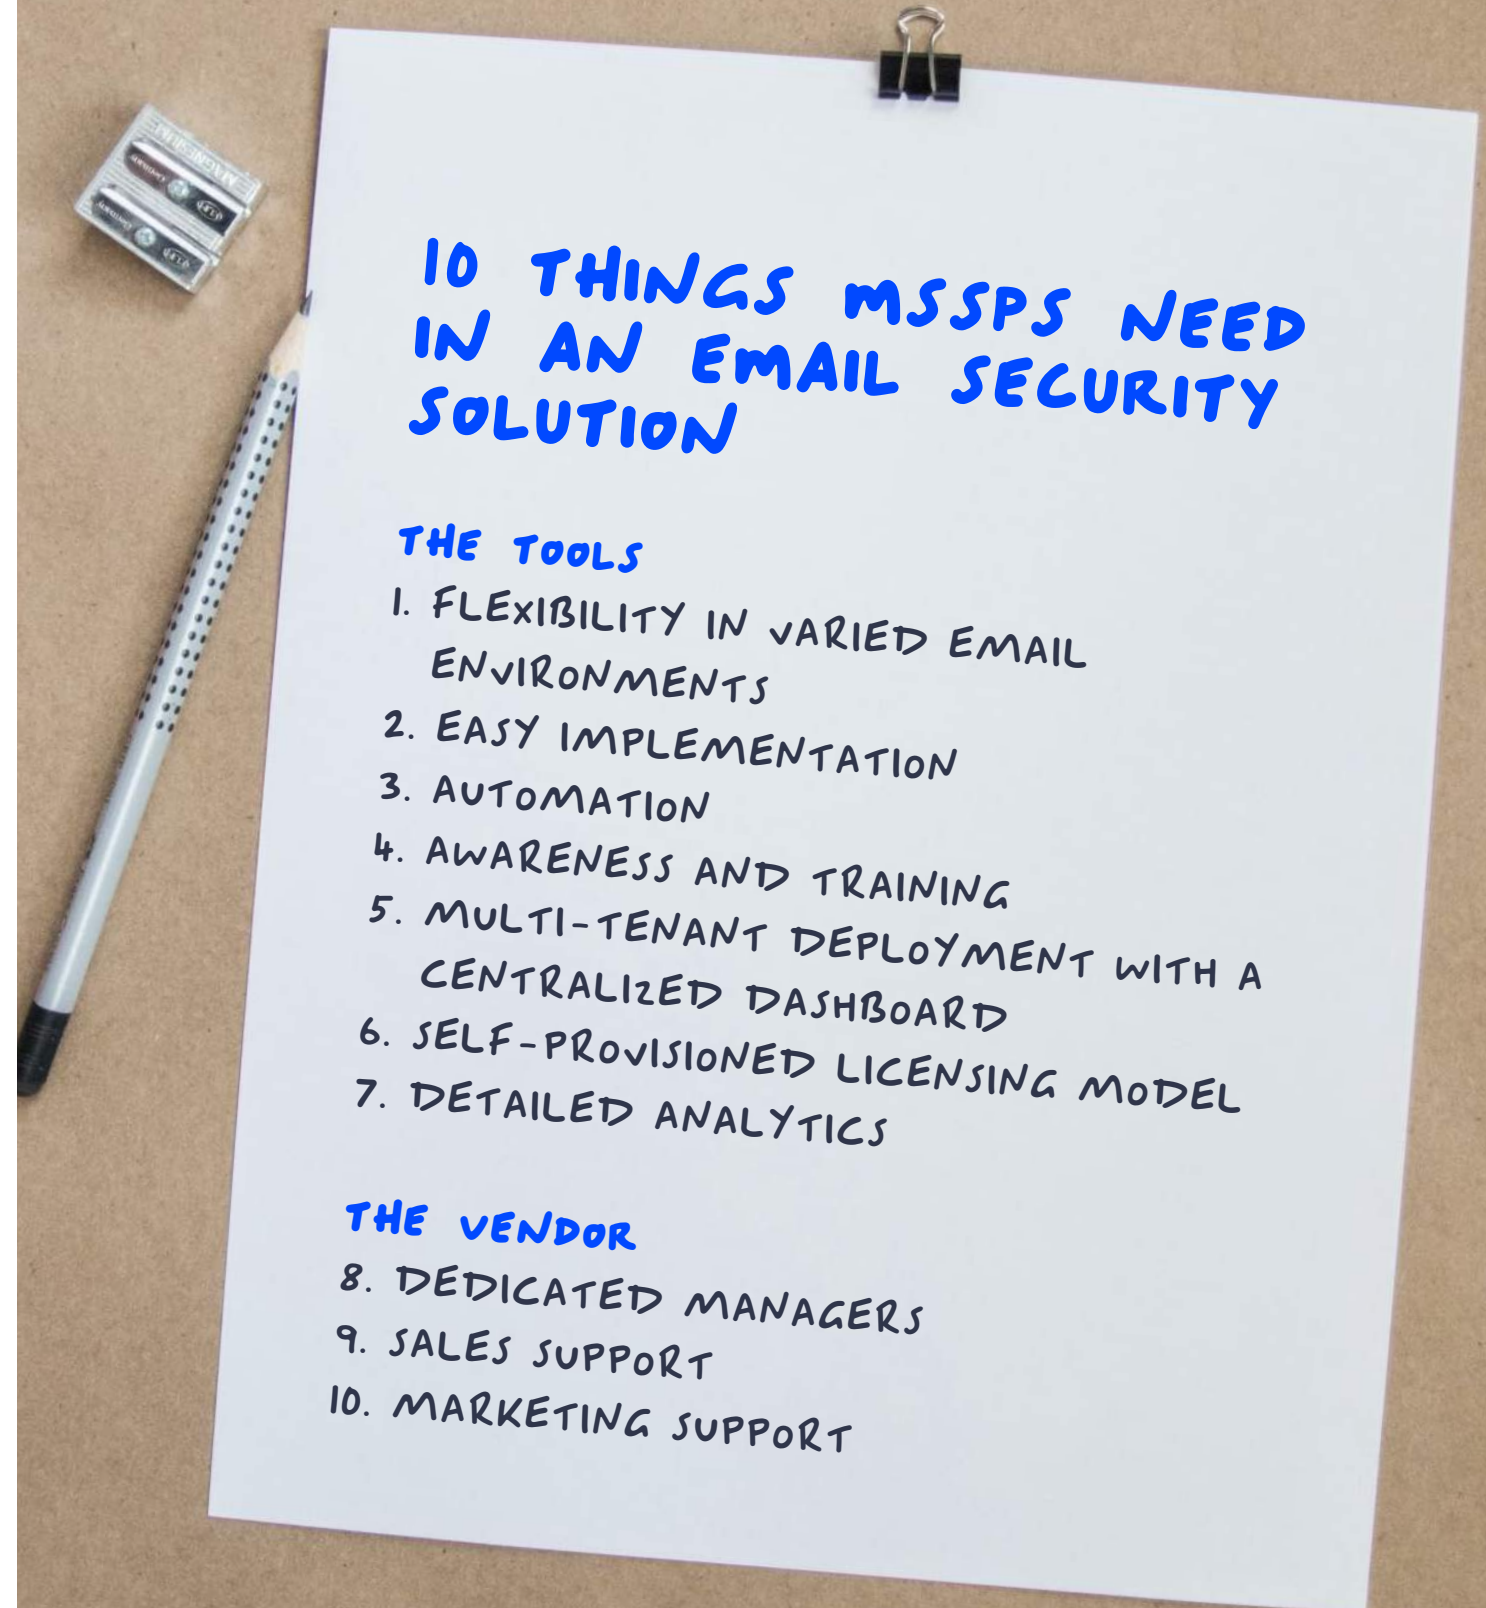 10 THINGS MSSPS NEED
IN AN EMAIL SECURITY
SOLUTION
THE TOOLS
1. FLEXIBILITY IN VARIED EMAIL
ENVIRONMENTS
2. EASY IMPLEMENTATION
3. AUTOMATION
4. AWARENESS AND TRAINING
5. MULTI-TENANT DEPLOYMENT WITH A
CENTRALIZED DASHBOARD
6. SELF-PROVISIONED LICENSING MODEL
7. DETAILED ANALYTICS
THE VENDOR
8. DEDICATED MANAGERS
9. SALES SUPPORT
10. MARKETING SUPPORT
MAGNESIUM